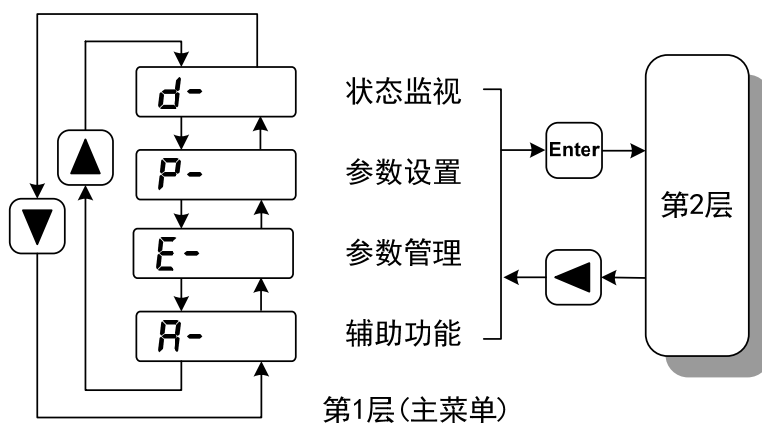 d- 状态监视
P- 参数设置
E- 参数管理
A- 辅助功能
Enter
第2层
第1层(主菜单)